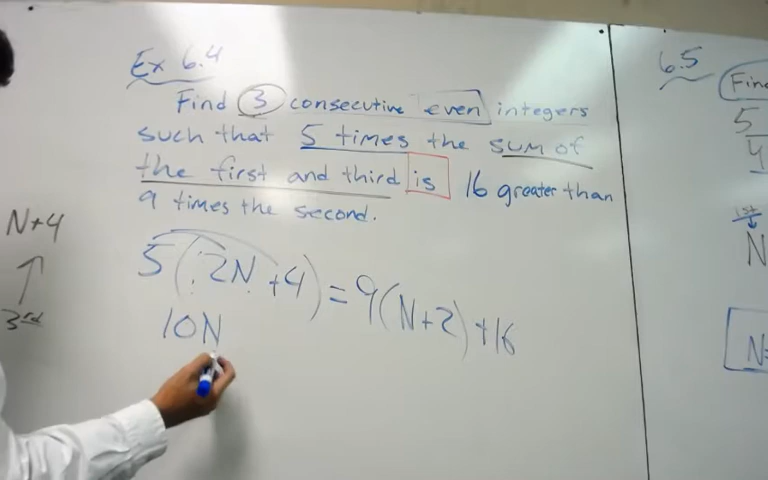 Ex 6.4
Find 3 consecutive even integers
such that 5 times the sum of
the first and third is 16 greater than
9 times the second.
5(2N+4) = 9(N+2)+16
10N
N+4
↑
3rd
6.5
Find
5
4
1st
N
N=